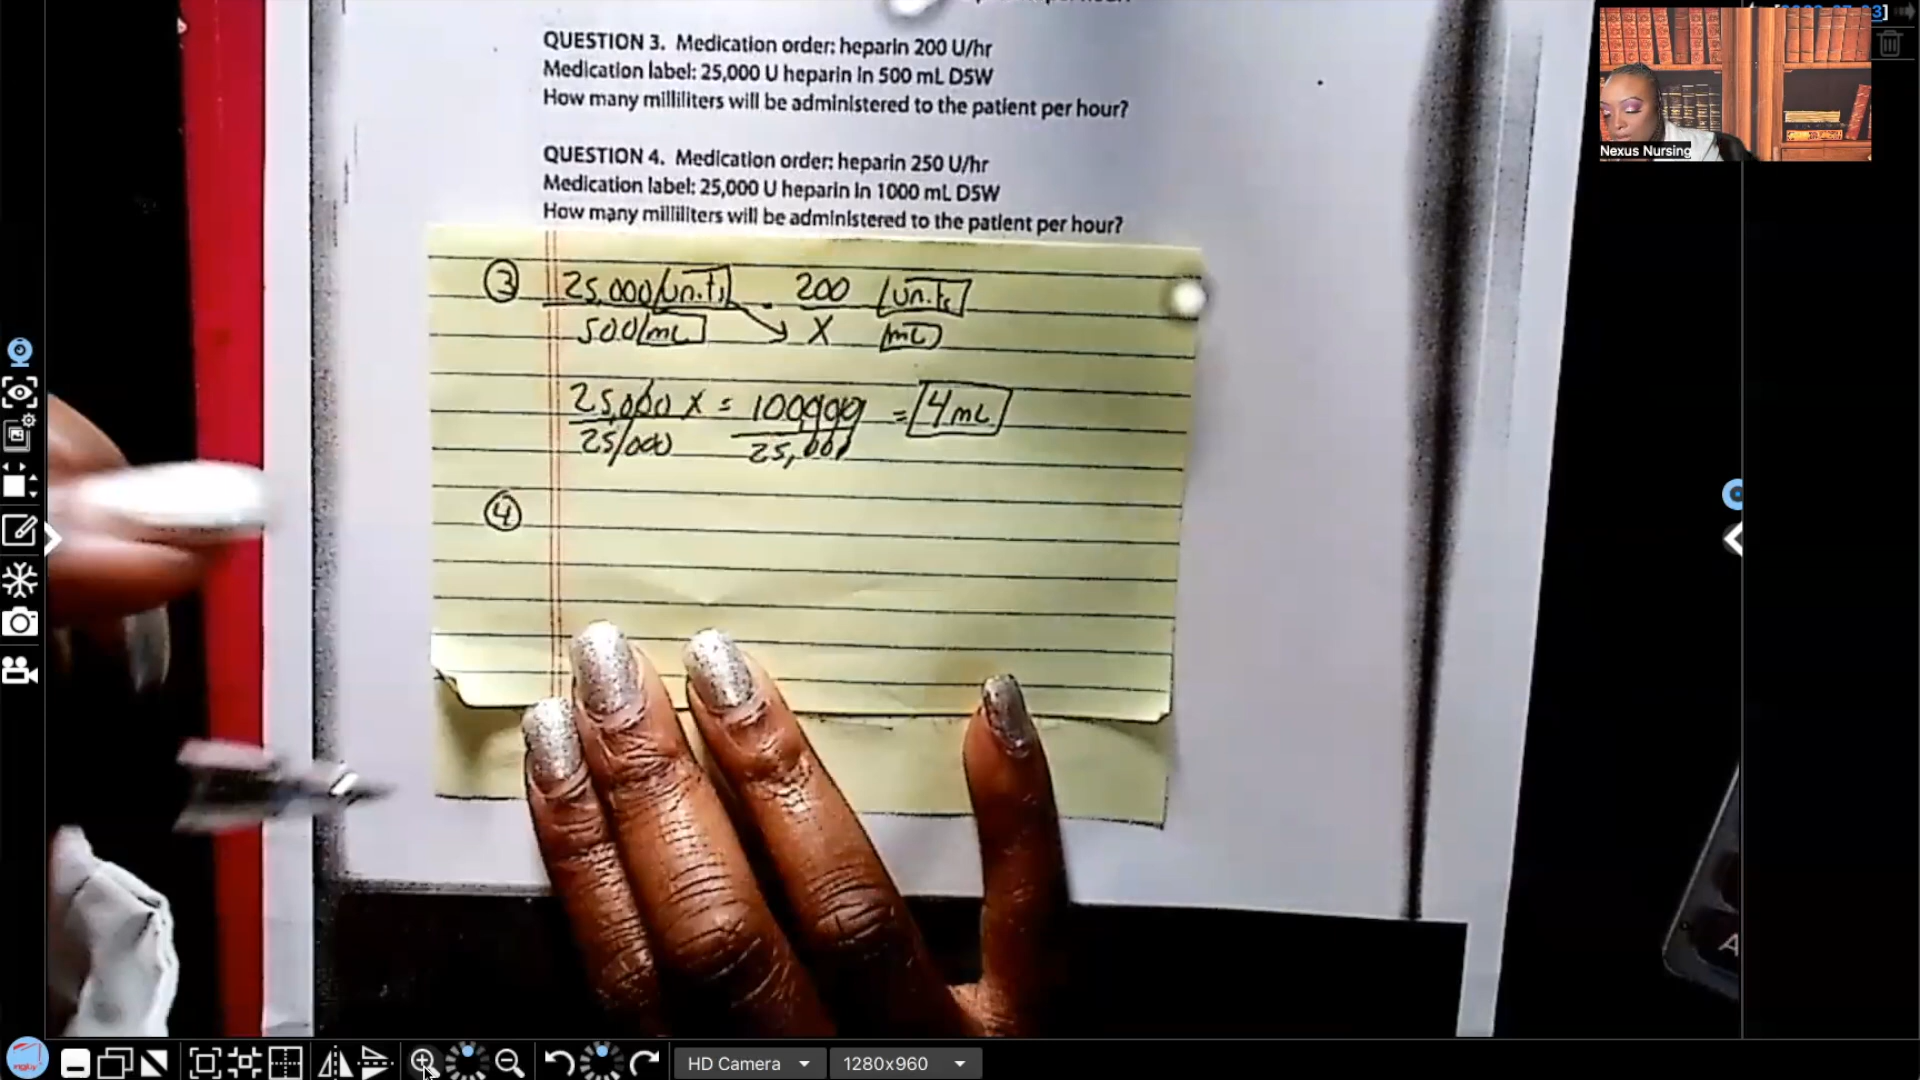 QUESTION 3. Medication order: heparin 200 U/hr
Medication label: 25,000 U heparin in 500 mL D5W
How many milliliters will be administered to the patient per hour?
QUESTION 4. Medication order: heparin 250 U/hr
Medication label: 25,000 U heparin in 1000 mL D5W
How many milliliters will be administered to the patient per hour?
Nexus Nursing
3 25,000 units . 200 units
500 mL X mL
25,000 X = 100,000 = 4 mL
25,000 25,000
4
A
HD Camera 1280x960